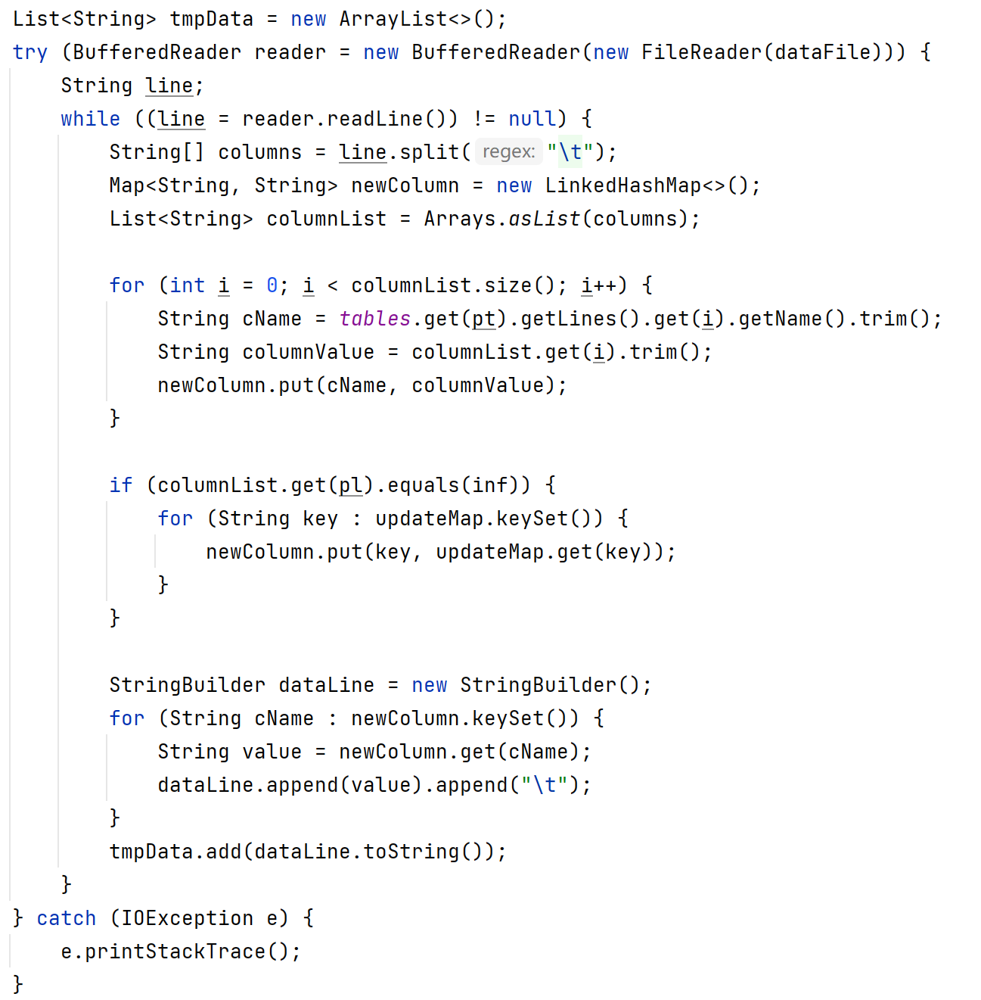 List<String> tmpData = new ArrayList<>();
try (BufferedReader reader = new BufferedReader(new FileReader(dataFile))) {
    String line;
    while ((line = reader.readLine()) != null) {
        String[] columns = line.split( regex: "\t");
        Map<String, String> newColumn = new LinkedHashMap<>();
        List<String> columnList = Arrays.asList(columns);

        for (int i = 0; i < columnList.size(); i++) {
            String cName = tables.get(pt).getLines().get(i).getName().trim();
            String columnValue = columnList.get(i).trim();
            newColumn.put(cName, columnValue);
        }

        if (columnList.get(pl).equals(inf)) {
            for (String key : updateMap.keySet()) {
                newColumn.put(key, updateMap.get(key));
            }
        }

        StringBuilder dataLine = new StringBuilder();
        for (String cName : newColumn.keySet()) {
            String value = newColumn.get(cName);
            dataLine.append(value).append("\t");
        }
        tmpData.add(dataLine.toString());
    }
} catch (IOException e) {
    e.printStackTrace();
}